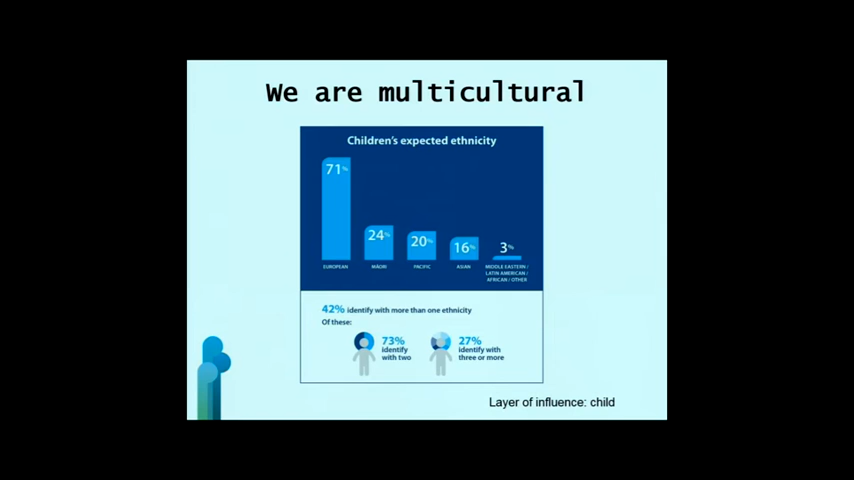 We are multicultural
Children's expected ethnicity
71%
24%
20%
16%
3%
EUROPEAN
MĀORI
PACIFIC
ASIAN
MIDDLE EASTERN /
LATIN AMERICAN /
AFRICAN / OTHER
42% identify with more than one ethnicity
Of these:
73%
identify
with two
27%
identify with
three or more
Layer of influence: child